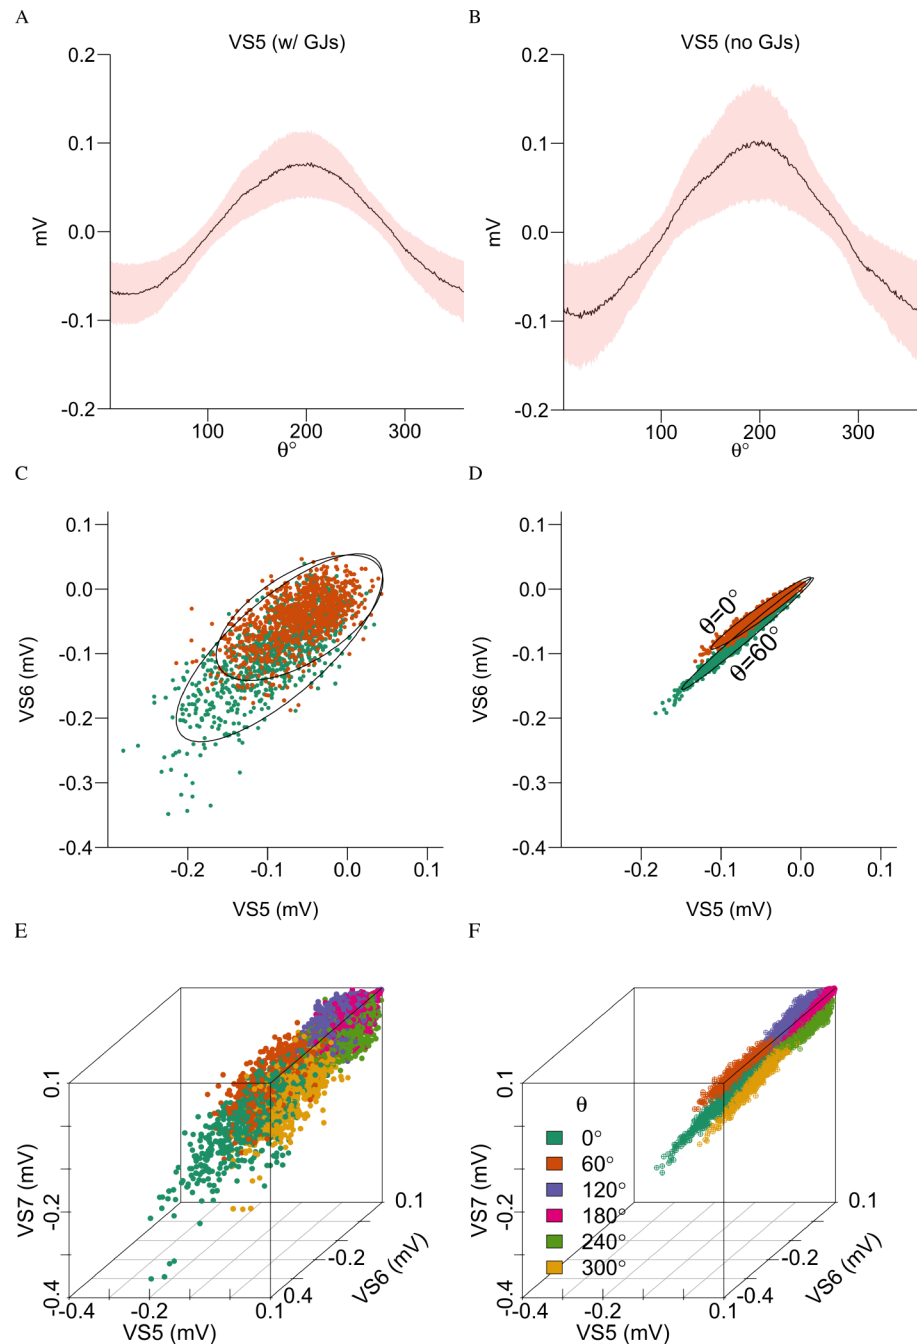 A
B
VS5 (w/ GJs)
VS5 (no GJs)
0.2
0.1
0.0
-0.1
-0.2
mV
100
200
300
θ°
0.2
0.1
0.0
-0.1
-0.2
mV
100
200
300
θ°
C
D
0.1
0.0
-0.1
-0.2
-0.3
-0.4
VS6 (mV)
-0.2
-0.1
0.0
0.1
VS5 (mV)
0.1
0.0
-0.1
-0.2
-0.3
-0.4
VS6 (mV)
θ=0°
θ=60°
-0.2
-0.1
0.0
0.1
VS5 (mV)
E
F
0.1
-0.2
-0.4
VS7 (mV)
-0.4
-0.2
0.1
VS5 (mV)
0.1
-0.2
-0.4
VS6 (mV)
0.1
-0.2
-0.4
VS7 (mV)
θ
0°
60°
120°
180°
240°
300°
-0.4
-0.2
0.1
VS5 (mV)
0.1
-0.2
-0.4
VS6 (mV)